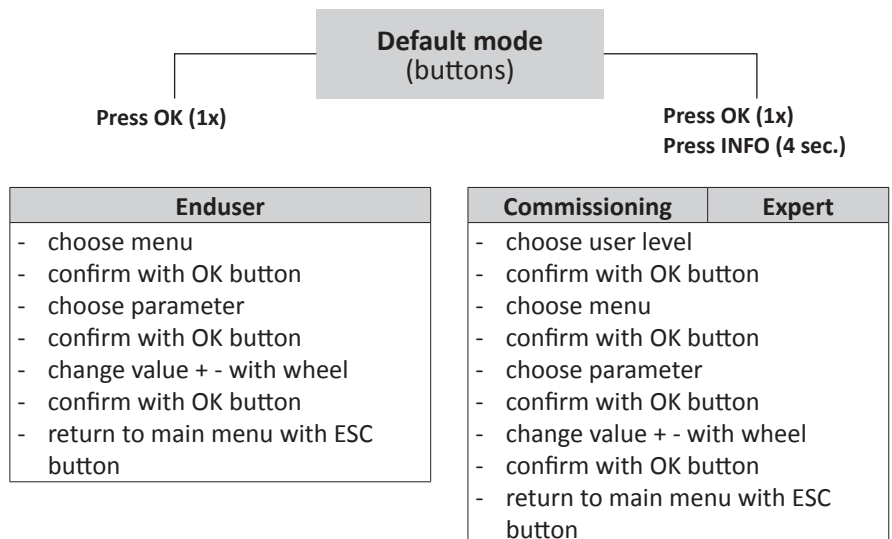 Default mode
(buttons)
Press OK (1x)
Press OK (1x)
Press INFO (4 sec.)
Enduser
- choose menu
- confirm with OK button
- choose parameter
- confirm with OK button
- change value + - with wheel
- confirm with OK button
- return to main menu with ESC
button
Commissioning Expert
- choose user level
- confirm with OK button
- choose menu
- confirm with OK button
- choose parameter
- confirm with OK button
- change value + - with wheel
- confirm with OK button
- return to main menu with ESC
button